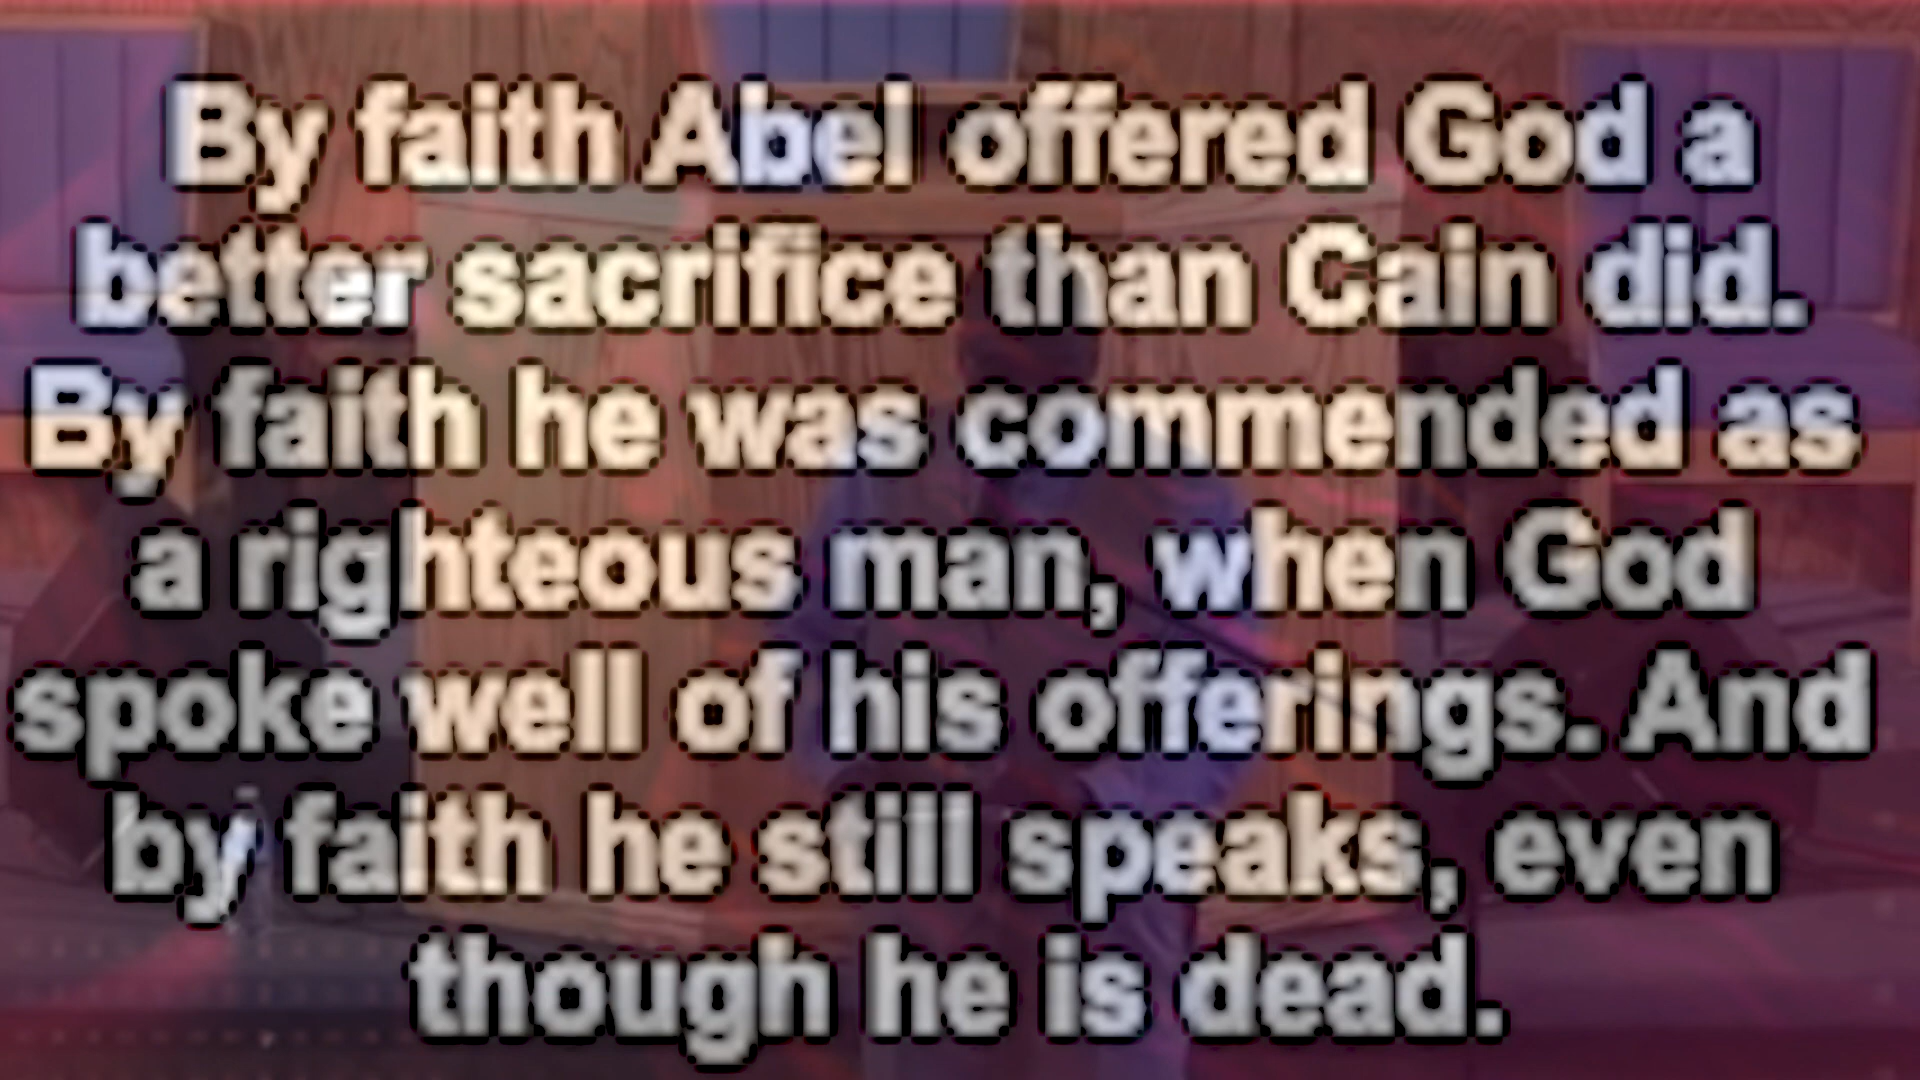 By faith Abel offered God a
better sacrifice than Cain did.
By faith he was commended as
a righteous man, when God
spoke well of his offerings. And
by faith he still speaks, even
though he is dead.